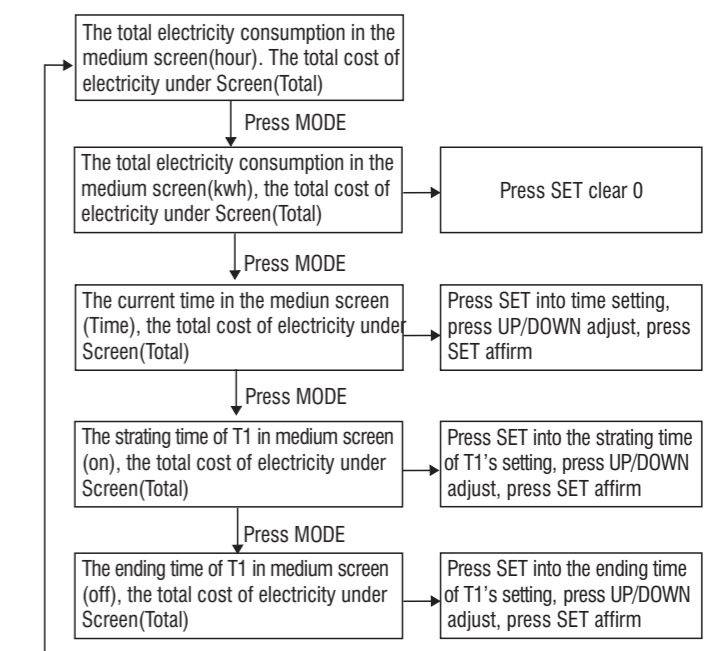 The total electricity consumption in the
medium screen(hour). The total cost of
electricity under Screen(Total)
Press MODE
The total electricity consumption in the
medium screen(kwh), the total cost of
electricity under Screen(Total)
Press SET clear 0
Press MODE
The current time in the mediun screen
(Time), the total cost of electricity under
Screen(Total)
Press SET into time setting,
press UP/DOWN adjust, press
SET affirm
Press MODE
The strating time of T1 in medium screen
(on), the total cost of electricity under
Screen(Total)
Press SET into the strating time
of T1's setting, press UP/DOWN
adjust, press SET affirm
Press MODE
The ending time of T1 in medium screen
(off), the total cost of electricity under
Screen(Total)
Press SET into the ending time
of T1's setting, press UP/DOWN
adjust, press SET affirm